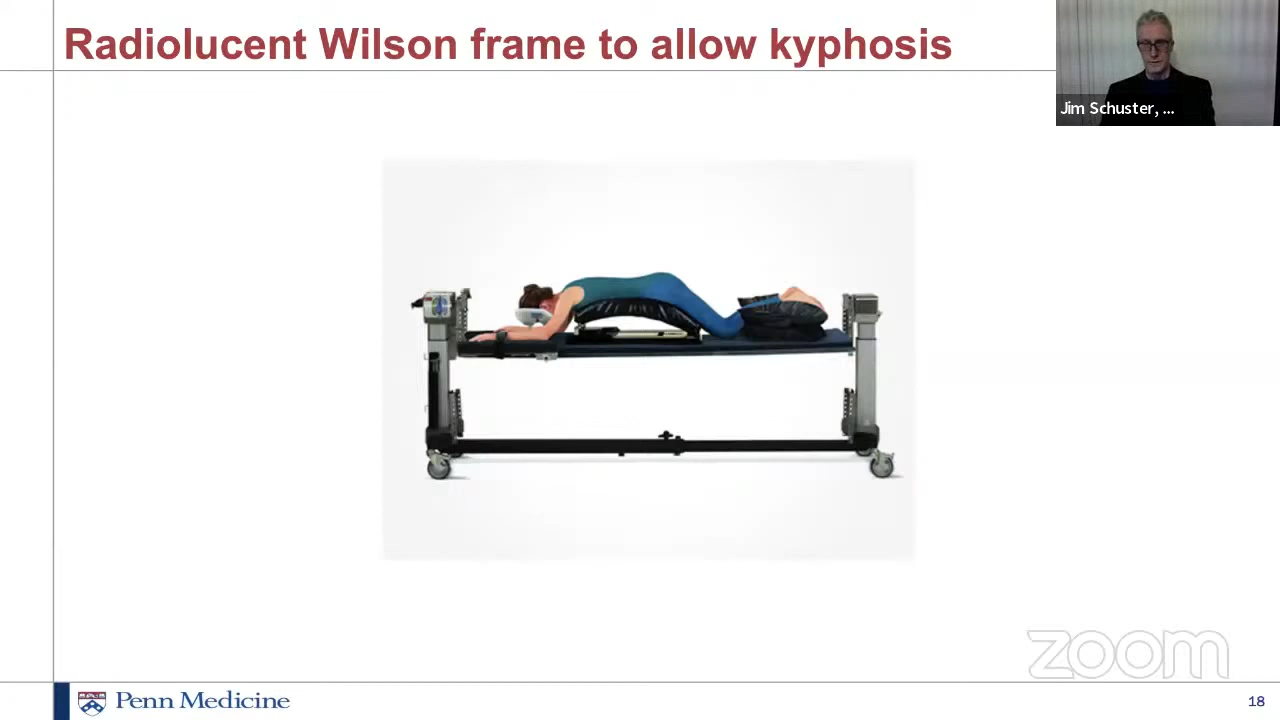 Radiolucent Wilson frame to allow kyphosis
Jim Schuster, ...
zoom
Penn Medicine
18